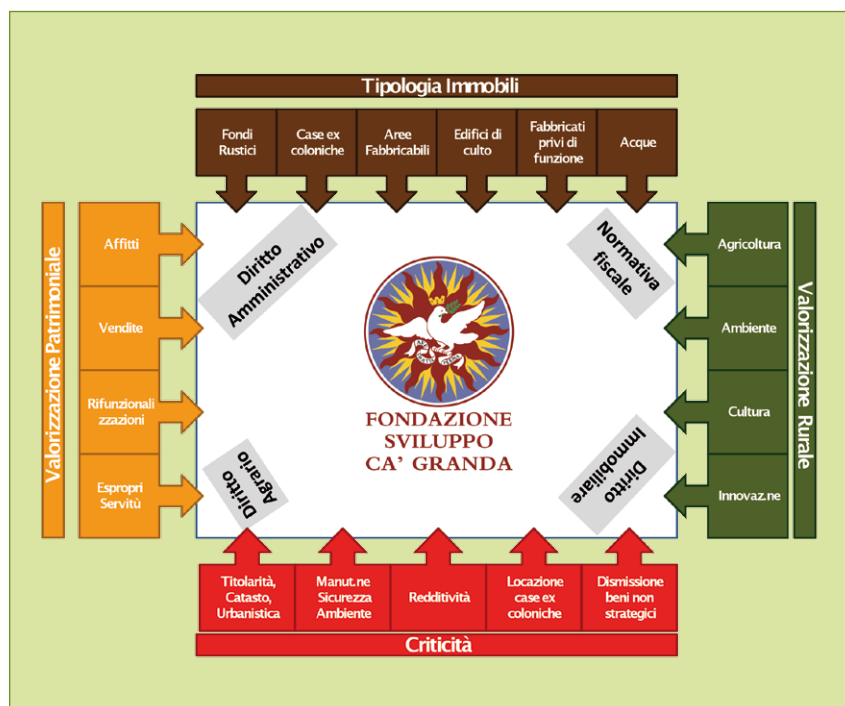 Tipologia Immobili
Fondi
Rustici
Case ex
coloniche
Aree
Fabbricabili
Edifici di
culto
Fabbricati
privi di
funzione
Acque
Valorizzazione Patrimoniale
Affitti
Vendite
Rifunzionali
zzazioni
Espropri
Servitù
Diritto
Amministrativo
Normativa
fiscale
FONDAZIONE
SVILUPPO
CA' GRANDA
Diritto
Agrario
Diritto
Immobiliare
Agricoltura
Ambiente
Cultura
Innovaz.ne
Valorizzazione Rurale
Titolarità,
Catasto,
Urbanistica
Manut.ne
Sicurezza
Ambiente
Redditività
Locazione
case ex
coloniche
Dismissione
beni non
strategici
Criticità